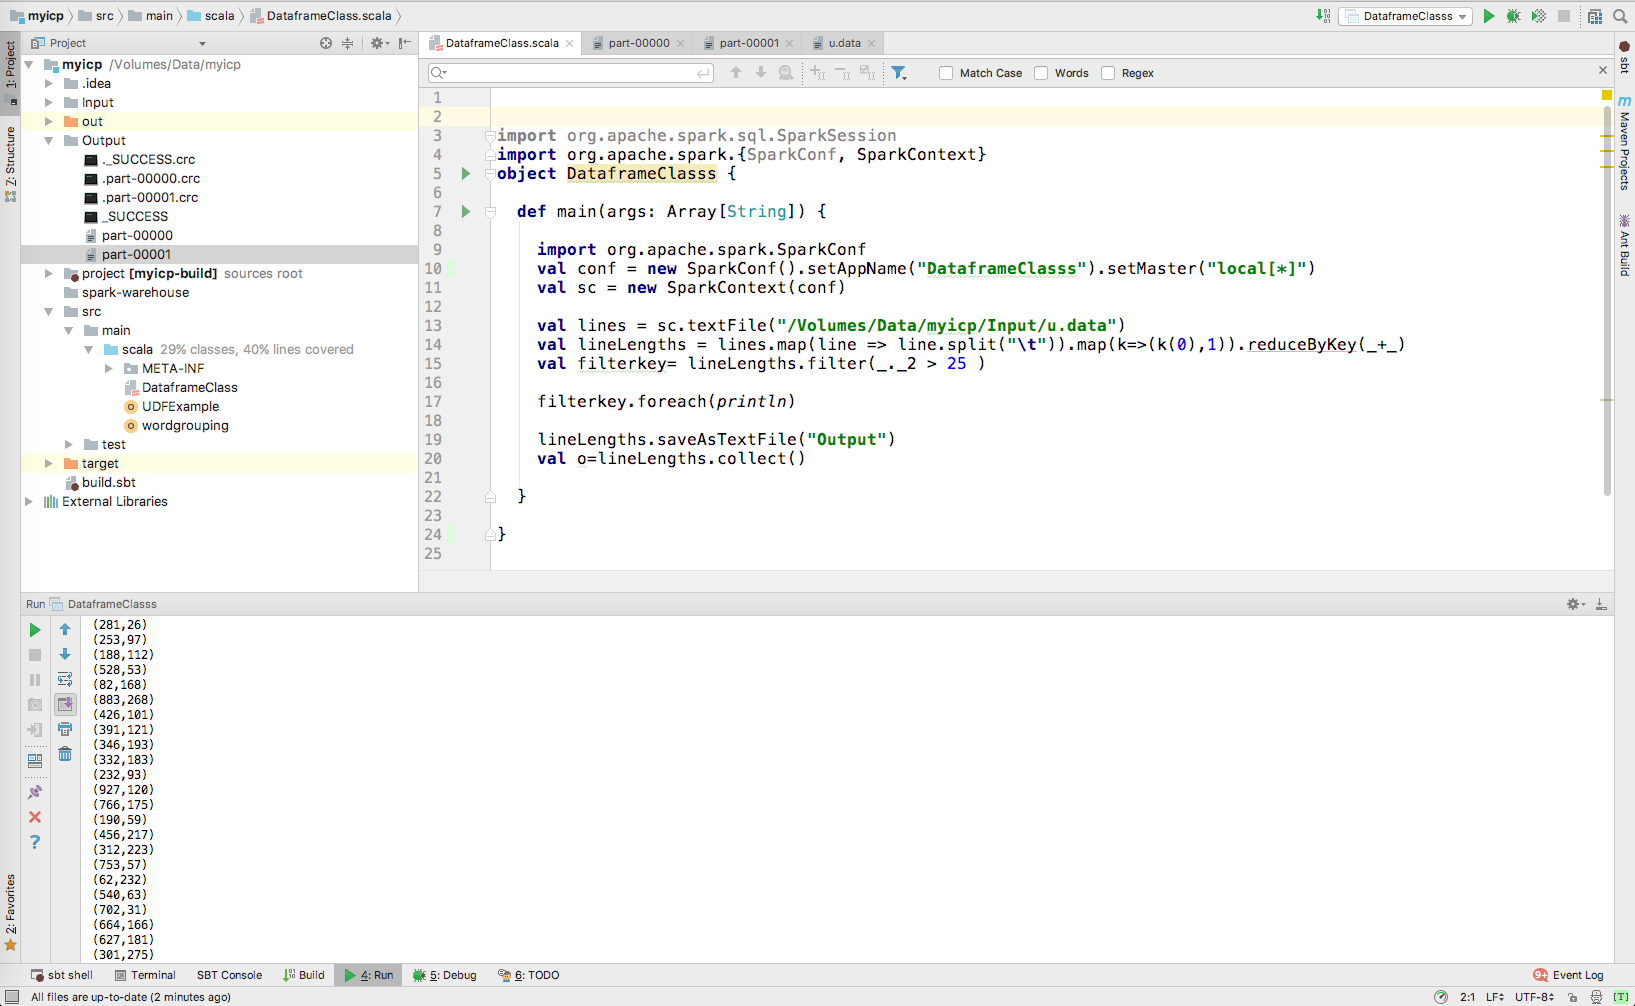 myicp src main scala DataframeClass.scala DataframeClasss
1: Project
7: Structure
2: Favorites
Project
myicp /Volumes/Data/myicp
.idea
Input
out
Output
._SUCCESS.crc
.part-00000.crc
.part-00001.crc
_SUCCESS
part-00000
part-00001
project [myicp-build] sources root
spark-warehouse
src
main
scala 29% classes, 40% lines covered
META-INF
DataframeClass
UDFExample
wordgrouping
test
target
build.sbt
External Libraries
DataframeClass.scala part-00000 part-00001 u.data
Match Case Words Regex
1
2
3 import org.apache.spark.sql.SparkSession
4 import org.apache.spark.{SparkConf, SparkContext}
5 object DataframeClasss {
6
7 def main(args: Array[String]) {
8
9 import org.apache.spark.SparkConf
10 val conf = new SparkConf().setAppName("DataframeClasss").setMaster("local[*]")
11 val sc = new SparkContext(conf)
12
13 val lines = sc.textFile("/Volumes/Data/myicp/Input/u.data")
14 val lineLengths = lines.map(line => line.split("\t")).map(k=>(k(0),1)).reduceByKey(_+_)
15 val filterkey= lineLengths.filter(_._2 > 25 )
16
17 filterkey.foreach(println)
18
19 lineLengths.saveAsTextFile("Output")
20 val o=lineLengths.collect()
21
22 }
23
24 }
25
sbt
m Maven Projects
Ant Build
Run DataframeClasss
(281,26)
(253,97)
(188,112)
(528,53)
(82,168)
(883,268)
(426,101)
(391,121)
(346,193)
(332,183)
(232,93)
(927,120)
(766,175)
(190,59)
(456,217)
(312,223)
(753,57)
(62,232)
(540,63)
(702,31)
(664,166)
(627,181)
(301,275)
sbt shell Terminal SBT Console Build 4: Run 5: Debug 6: TODO 9+ Event Log
All files are up-to-date (2 minutes ago) 2:1 LF UTF-8 [T]